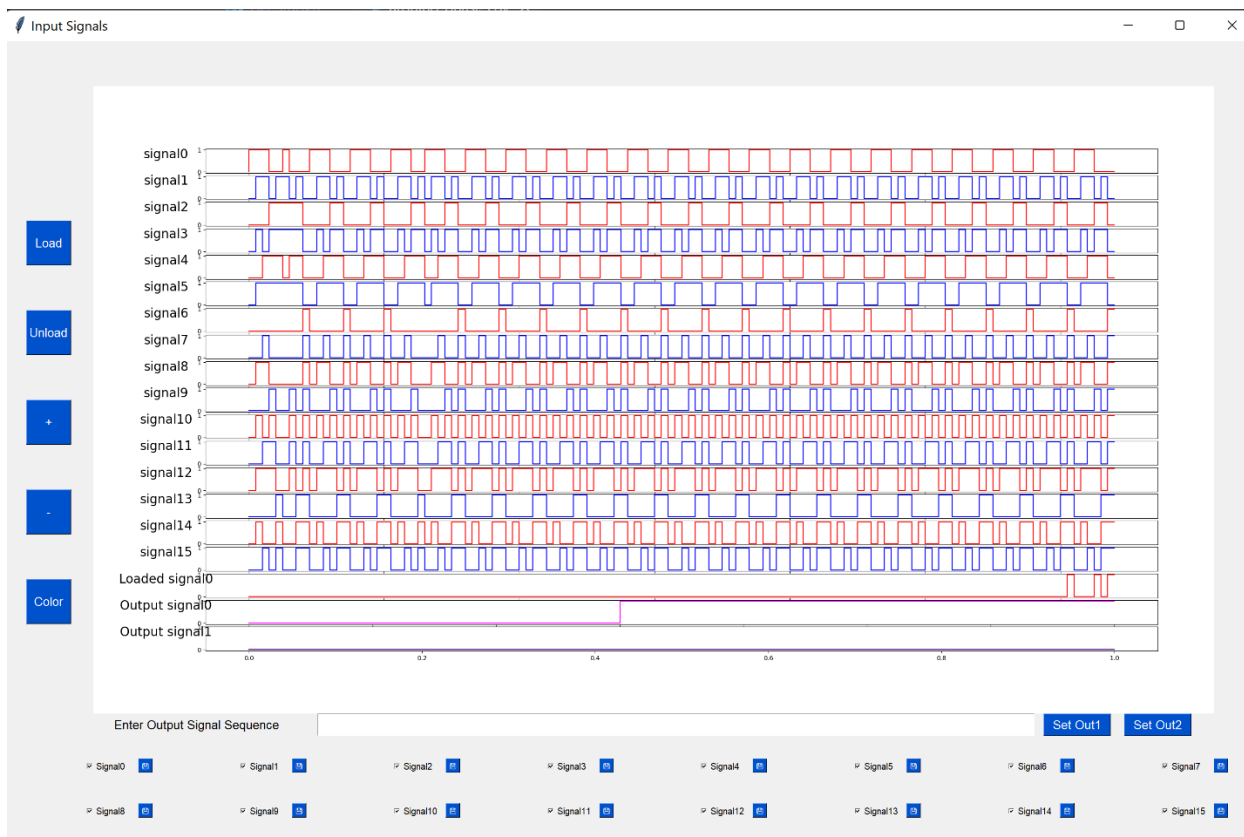 Input Signals
signal0
signal1
signal2
signal3
signal4
signal5
signal6
signal7
signal8
signal9
signal10
signal11
signal12
signal13
signal14
signal15
Loaded signal0
Output signal0
Output signal1
0.0 0.2 0.4 0.6 0.8 1.0
Load
Unload
+
-
Color
Enter Output Signal Sequence Set Out1 Set Out2
Signal0 Signal1 Signal2 Signal3 Signal4 Signal5 Signal6 Signal7
Signal8 Signal9 Signal10 Signal11 Signal12 Signal13 Signal14 Signal15